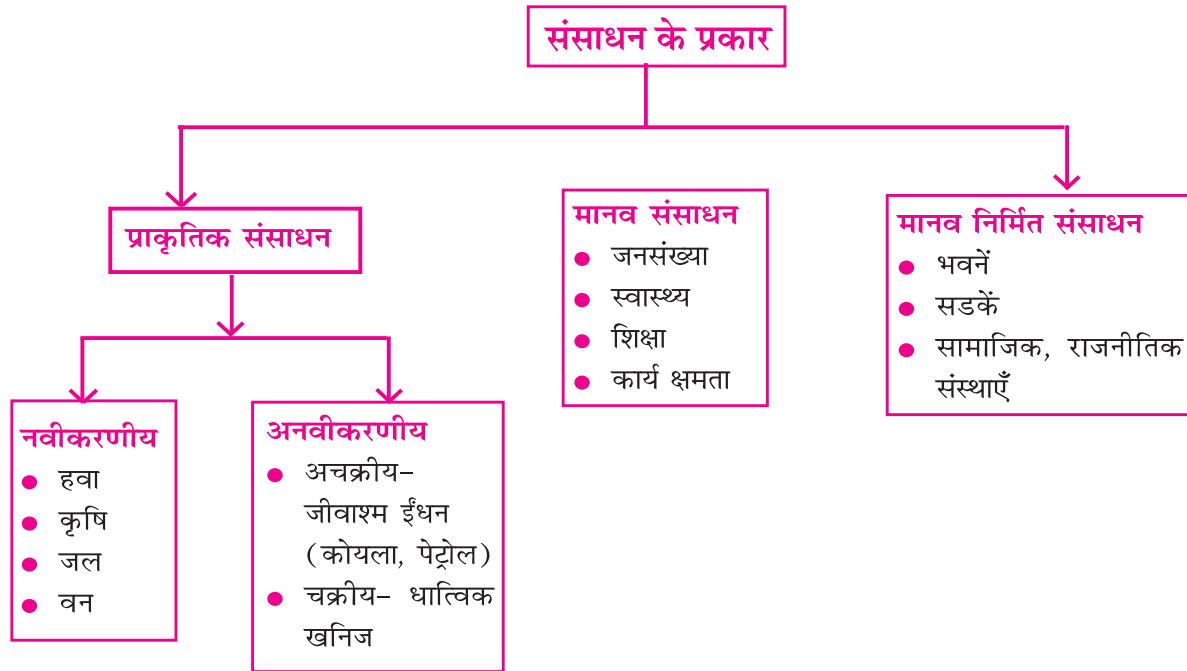 संसाधन के प्रकार
प्राकृतिक संसाधन
नवीकरणीय
हवा
कृषि
जल
वन
अनवीकरणीय
अचक्रीय–
जीवाश्म ईंधन
(कोयला, पेट्रोल)
चक्रीय– धात्विक
खनिज
मानव संसाधन
जनसंख्या
स्वास्थ्य
शिक्षा
कार्य क्षमता
मानव निर्मित संसाधन
भवनें
सडकें
सामाजिक, राजनीतिक
संस्थाएँ